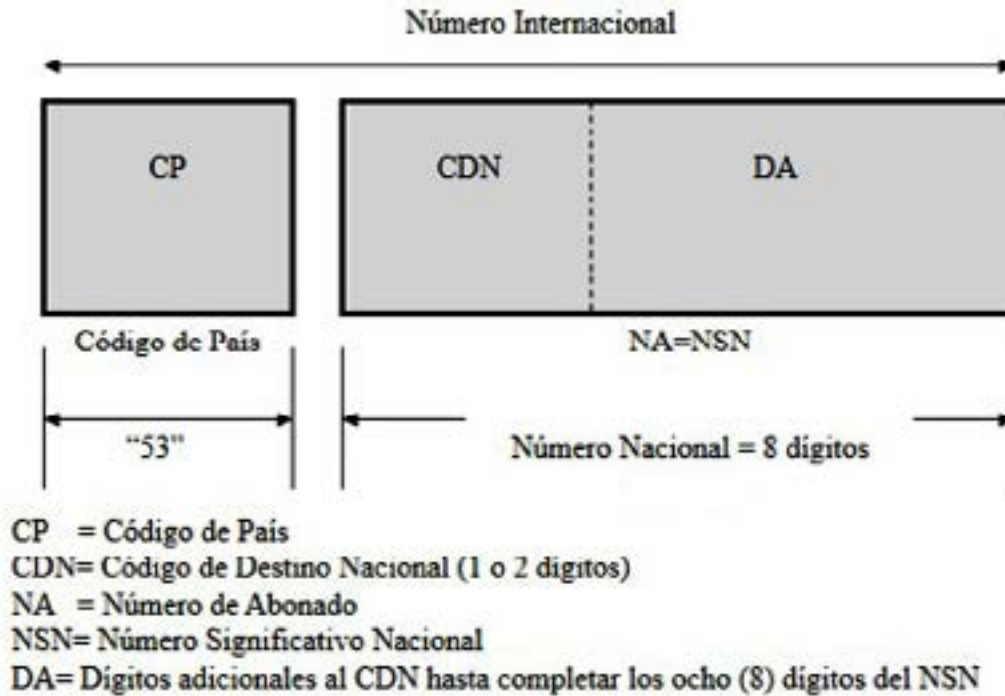 Número Internacional
CP CDN DA
Código de País NA=NSN
“53” Número Nacional = 8 dígitos
CP = Código de País
CDN= Código de Destino Nacional (1 o 2 digitos)
NA = Número de Abonado
NSN= Número Significativo Nacional
DA= Dígitos adicionales al CDN hasta completar los ocho (8) dígitos del NSN